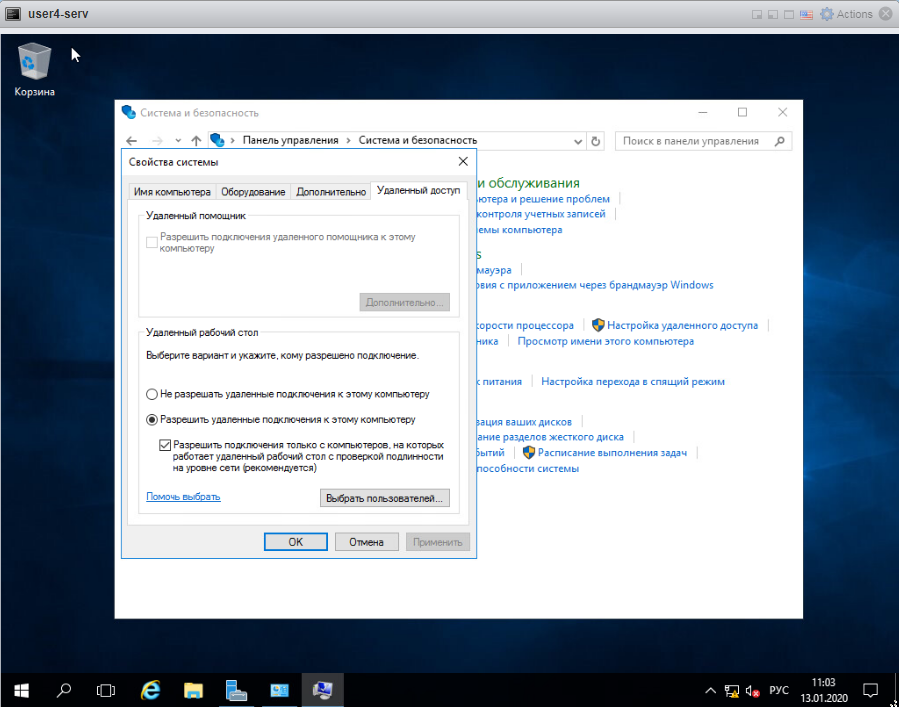 user4-serv
Actions
Корзина
Система и безопасность
Панель управления
Система и безопасность
Поиск в панели управления
Свойства системы
Имя компьютера
Оборудование
Дополнительно
Удаленный доступ
Удаленный помощник
Разрешить подключения удаленного помощника к этому
компьютеру
Дополнительно...
Удаленный рабочий стол
Выберите вариант и укажите, кому разрешено подключение.
Не разрешать удаленные подключения к этому компьютеру
Разрешить удаленные подключения к этому компьютеру
Разрешить подключения только с компьютеров, на которых
работает удаленный рабочий стол с проверкой подлинности
на уровне сети (рекомендуется)
Помочь выбрать
Выбрать пользователей...
ОК
Отмена
Применить
и обслуживания
ютера и решение проблем
контроля учетных записей
емы компьютера
s
мауэра
овия с приложением через брандмауэр Windows
корости процессора
Настройка удаленного доступа
ника
Просмотр имени этого компьютера
к питания
Настройка перехода в спящий режим
зация ваших дисков
ание разделов жесткого диска
бытий
Расписание выполнения задач
пособности системы
РУС
11:03
13.01.2020